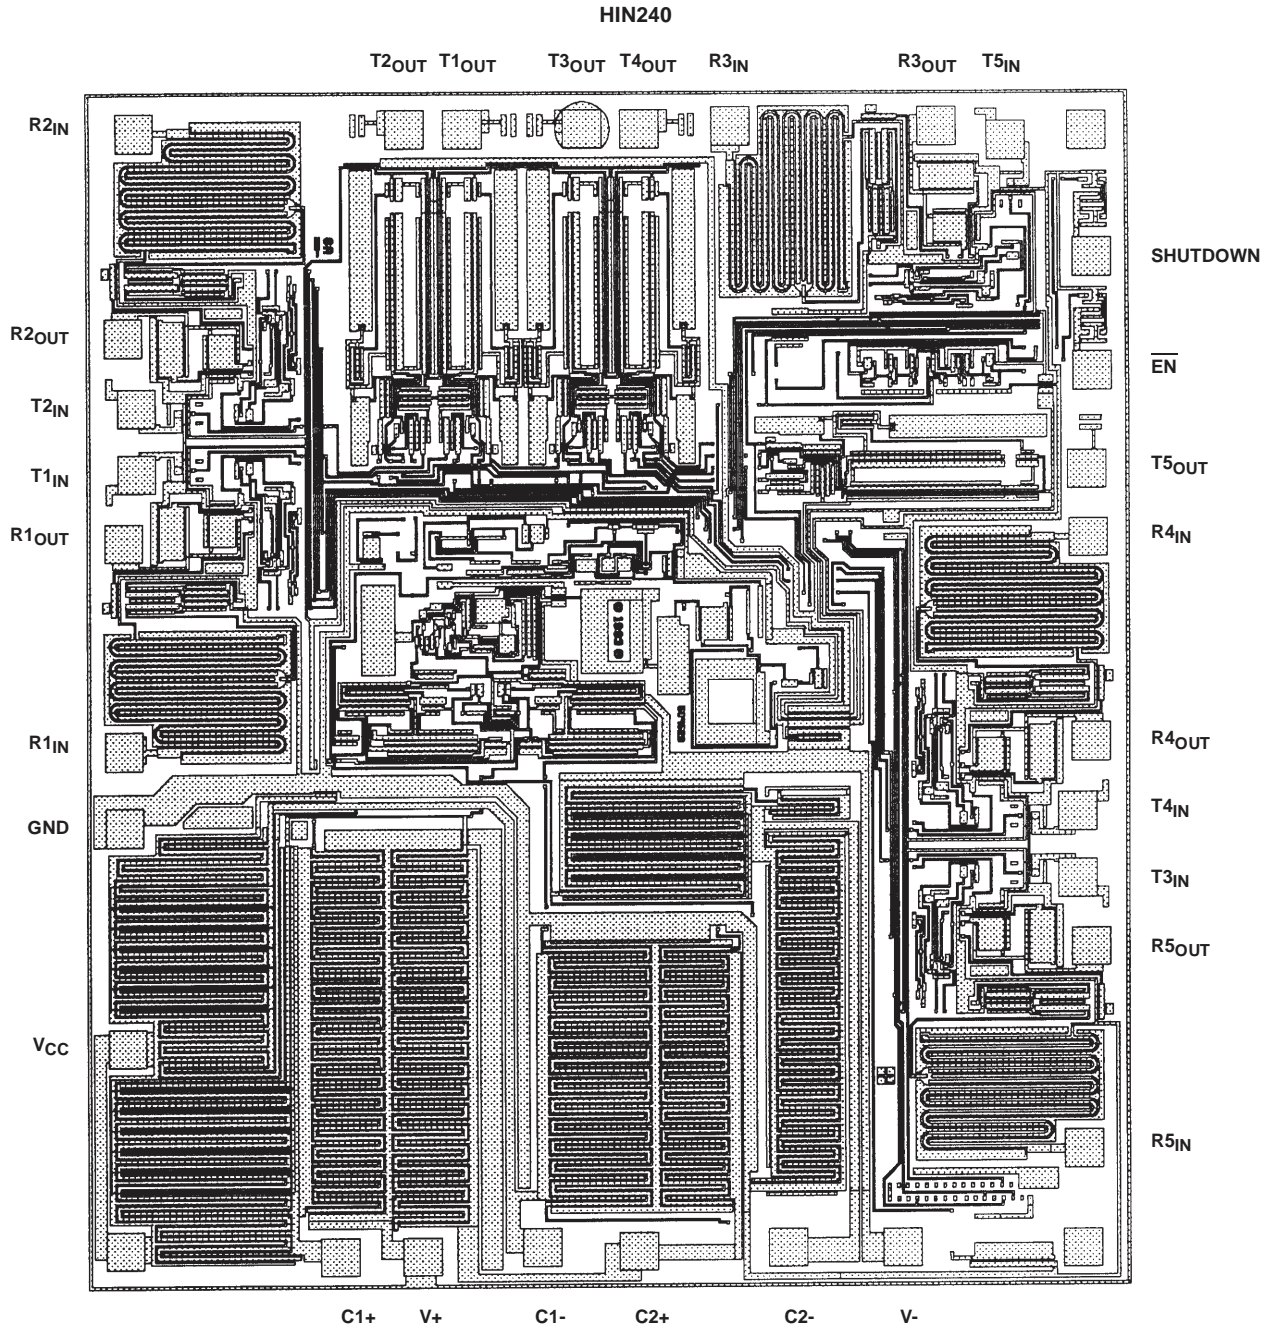 HIN240
T2OUT T1OUT T3OUT T4OUT R3IN R3OUT T5IN
R2IN
SHUTDOWN
R2OUT
EN
T2IN
T1IN
T5OUT
R1OUT
R4IN
R1IN
R4OUT
T4IN
GND
T3IN
R5OUT
VCC
R5IN
C1+ V+ C1- C2+ C2- V-